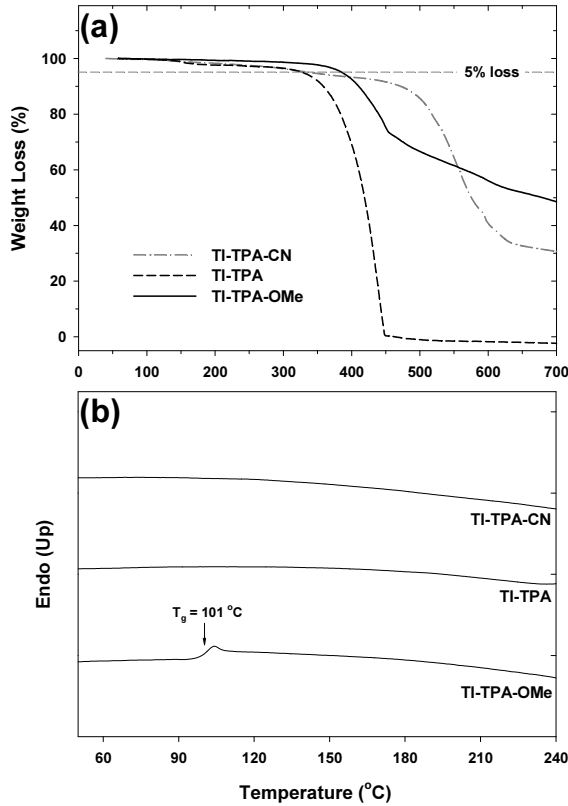 (a)
100
80
60
40
20
0
Weight Loss (%)
5% loss
TI-TPA-CN
TI-TPA
TI-TPA-OMe
0 100 200 300 400 500 600 700
(b)
Endo (Up)
TI-TPA-CN
TI-TPA
T_g = 101 °C
TI-TPA-OMe
60 90 120 150 180 210 240
Temperature (°C)